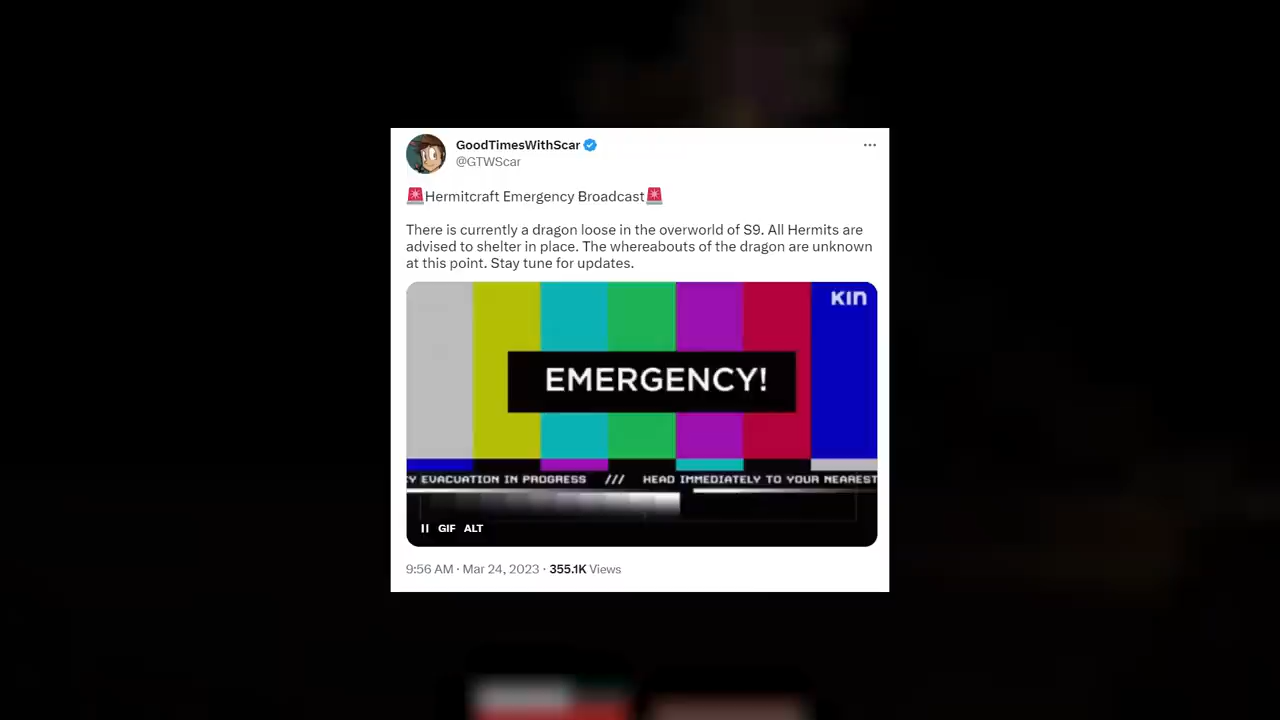 GoodTimesWithScar
@GTWScar
🚨Hermitcraft Emergency Broadcast🚨
There is currently a dragon loose in the overworld of S9. All Hermits are
advised to shelter in place. The whereabouts of the dragon are unknown
at this point. Stay tune for updates.
KIN
EMERGENCY!
CY EVACUATION IN PROGRESS /// HEAD IMMEDIATELY TO YOUR NEAREST
GIF ALT
9:56 AM · Mar 24, 2023 · 355.1K Views